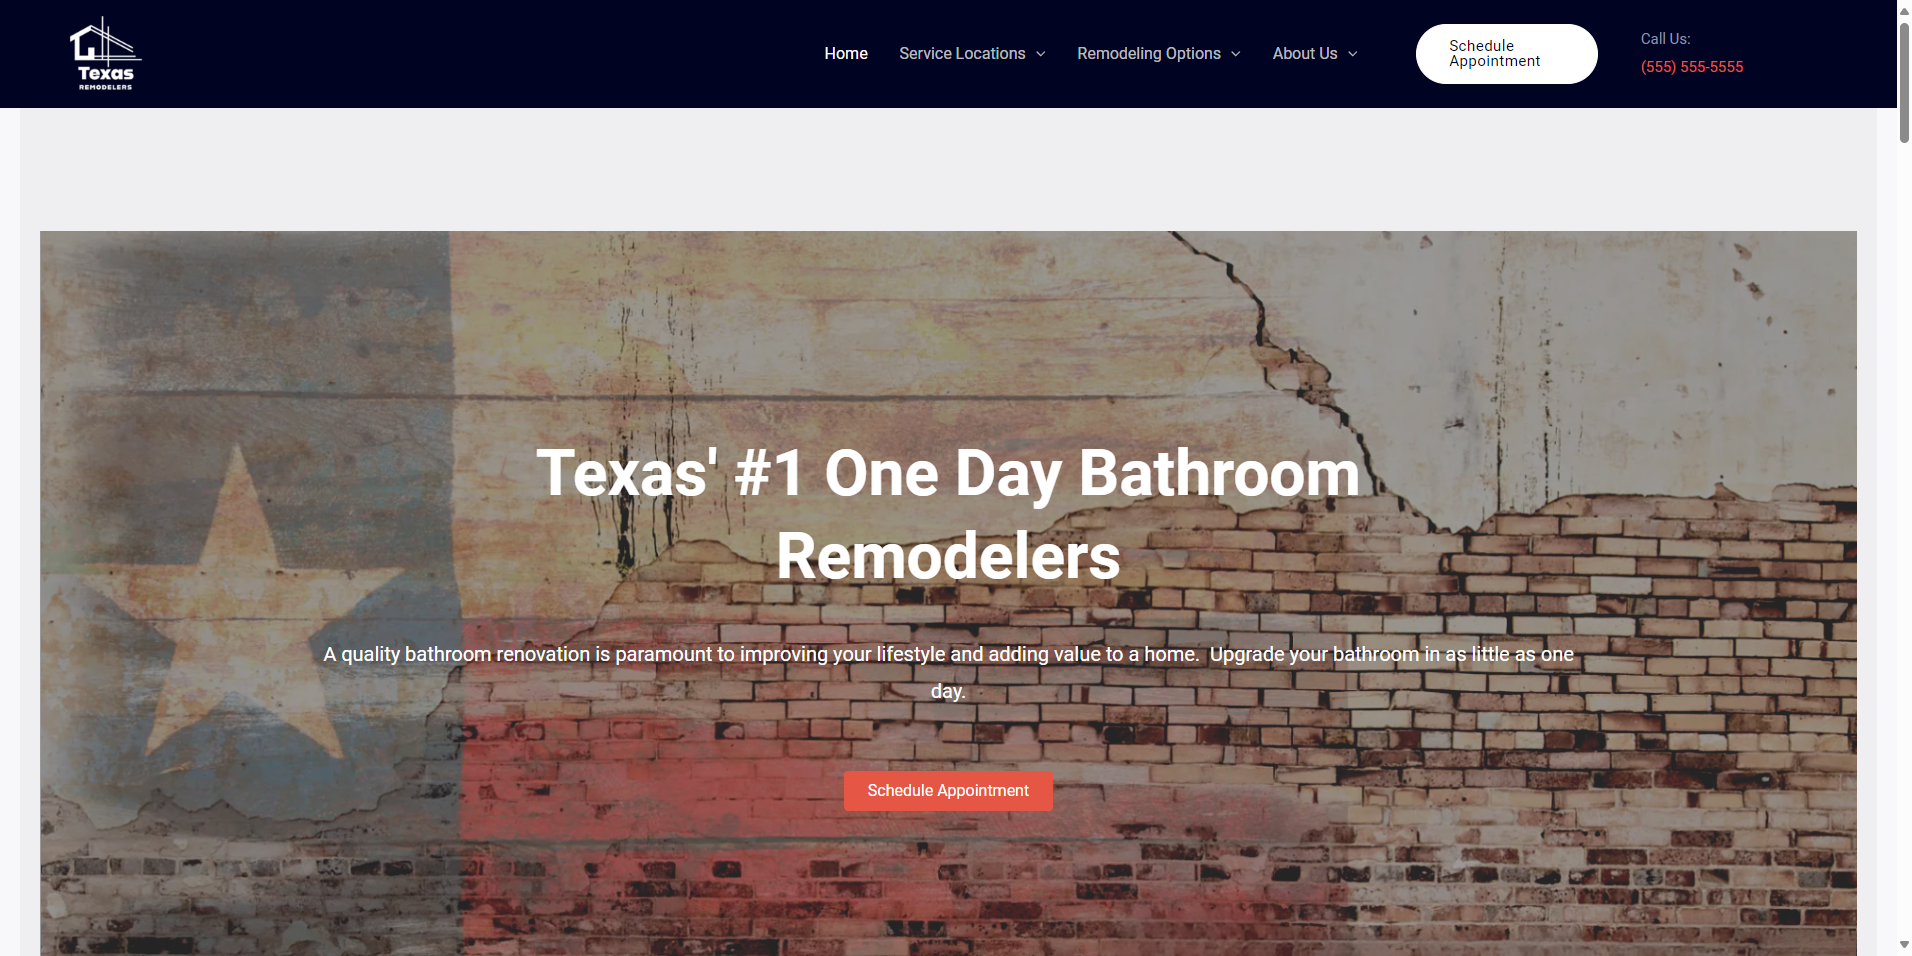 Texas
REMODELERS
Home
Service Locations
Remodeling Options
About Us
Schedule
Appointment
Call Us:
(555) 555-5555
Texas' #1 One Day Bathroom
Remodelers
A quality bathroom renovation is paramount to improving your lifestyle and adding value to a home.  Upgrade your bathroom in as little as one
day.
Schedule Appointment